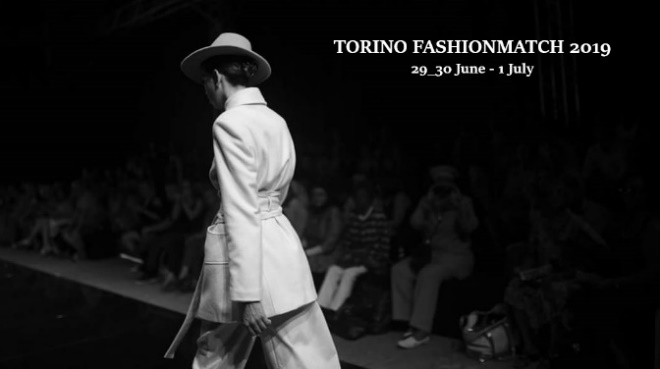 TORINO FASHIONMATCH 2019
29_30 June - 1 July